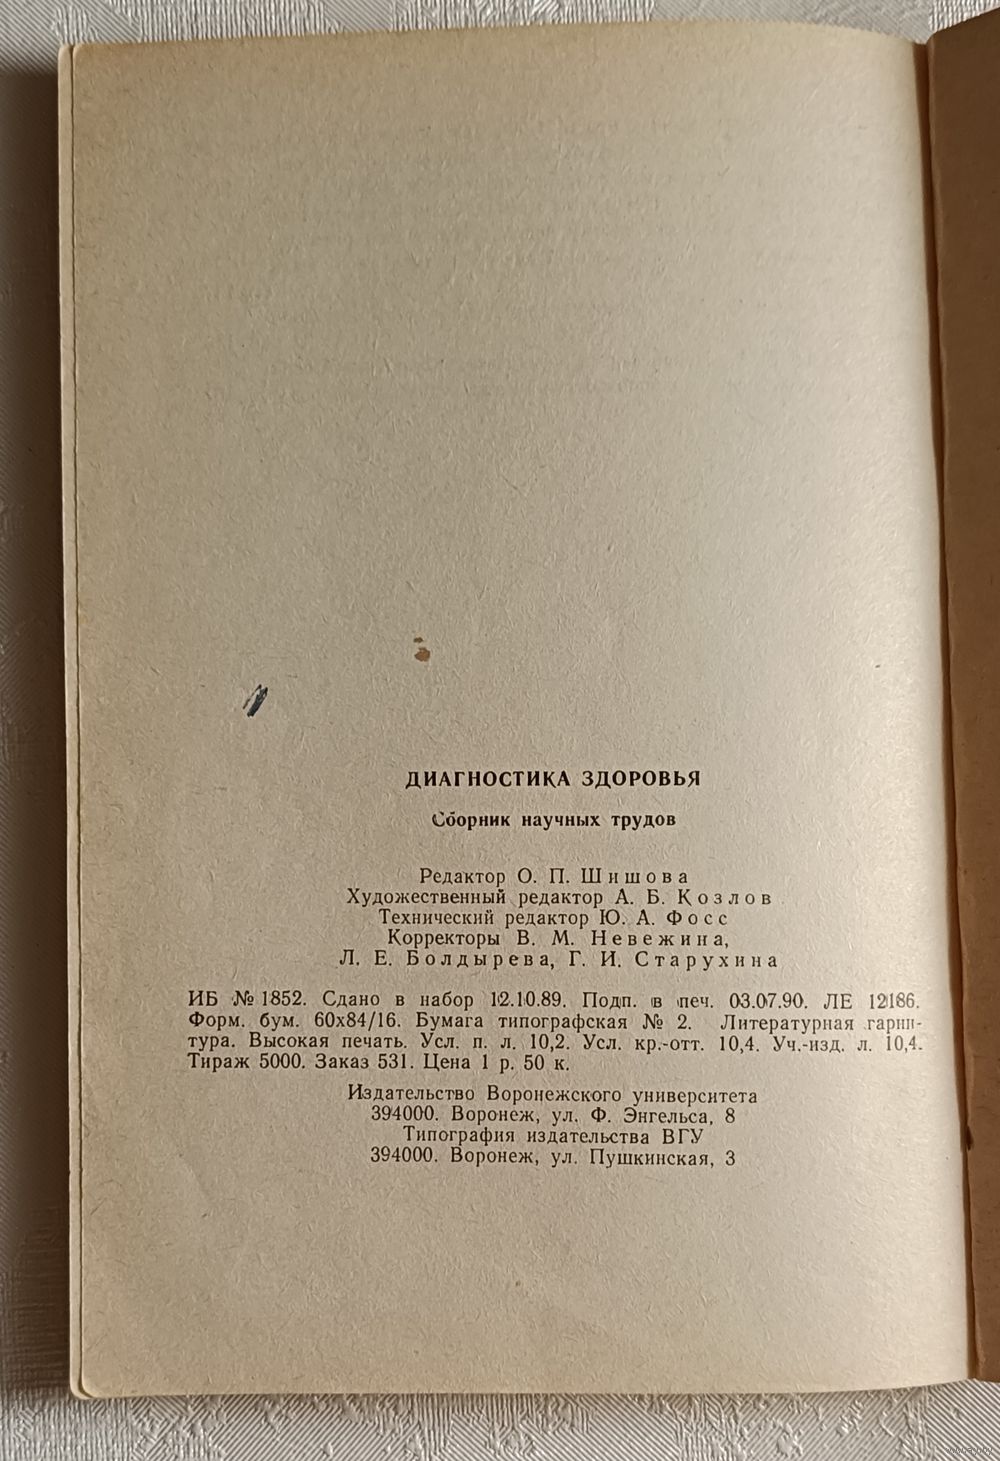 ДИАГНОСТИКА ЗДОРОВЬЯ
Сборник научных трудов
Редактор О. П. Шишова
Художественный редактор А. Б. Козлов
Технический редактор Ю. А. Фосс
Корректоры В. М. Невежина,
Л. Е. Болдырева, Г. И. Старухина
ИБ № 1852. Сдано в набор 12.10.89. Подп. в печ. 03.07.90. ЛЕ 12186.
Форм. бум. 60х84/16. Бумага типографская № 2. Литературная гарни-
тура. Высокая печать. Усл. п. л. 10,2. Усл. кр.-отт. 10,4. Уч.-изд. л. 10,4.
Тираж 5000. Заказ 531. Цена 1 р. 50 к.
Издательство Воронежского университета
394000. Воронеж, ул. Ф. Энгельса, 8
Типография издательства ВГУ
394000. Воронеж, ул. Пушкинская, 3